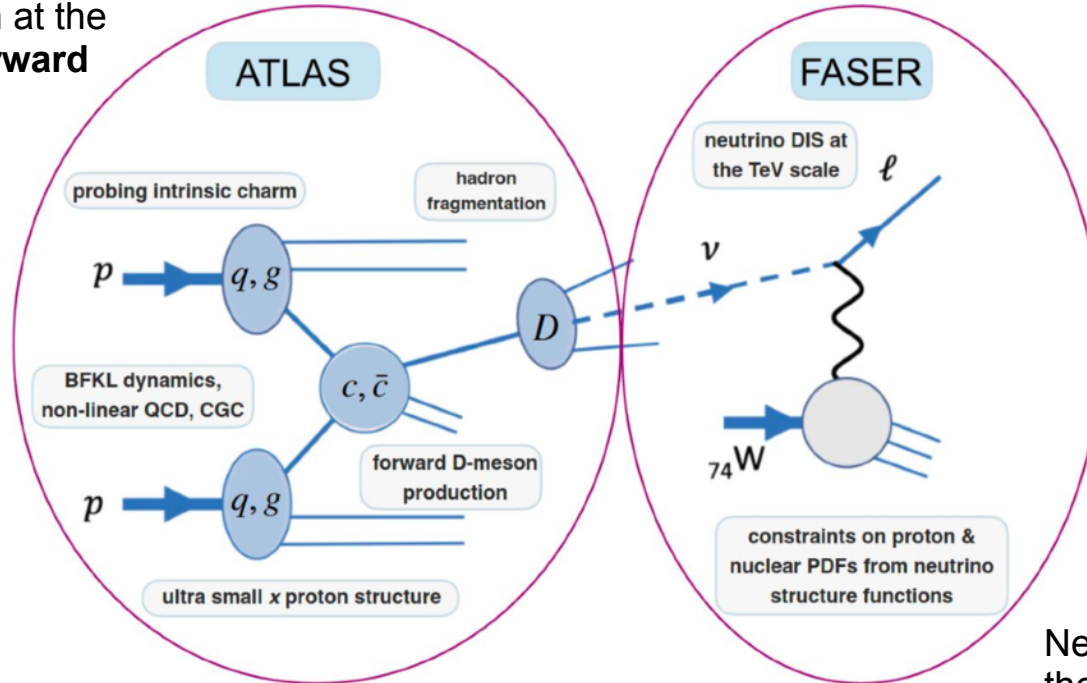 at the
rward
ATLAS
probing intrinsic charm
hadron
fragmentation
p
q, g
BFKL dynamics,
non-linear QCD, CGC
c, c̄
D
forward D-meson
production
p
q, g
ultra small x proton structure
FASER
neutrino DIS at
the TeV scale
ℓ
ν
₇₄W
constraints on proton &
nuclear PDFs from neutrino
structure functions
Ne
the